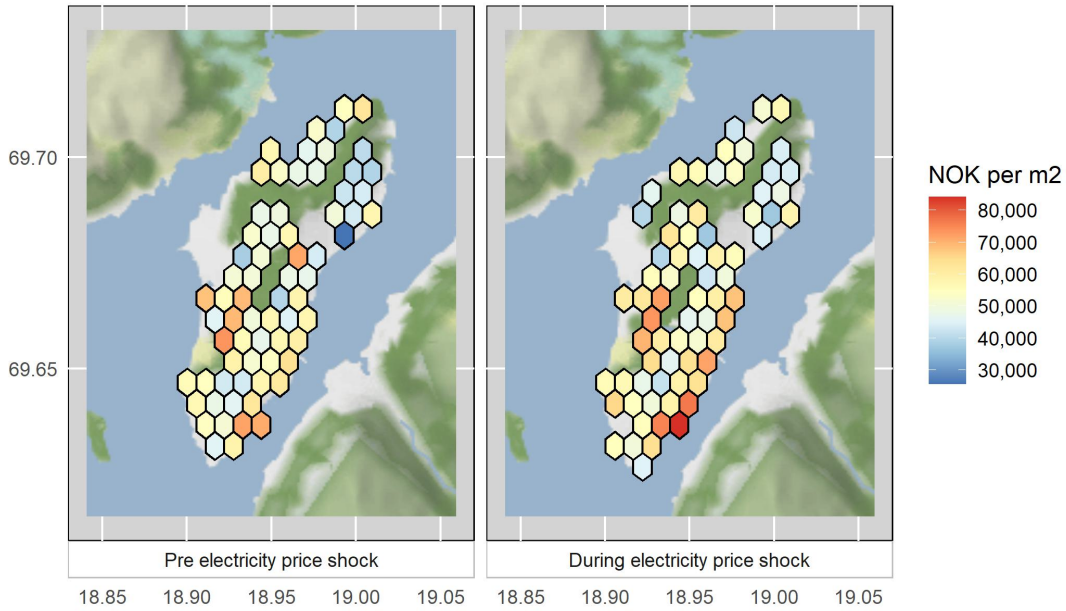 69.70
69.65
NOK per m2
80,000
70,000
60,000
50,000
40,000
30,000
Pre electricity price shock
During electricity price shock
18.85 18.90 18.95 19.00 19.05
18.85 18.90 18.95 19.00 19.05